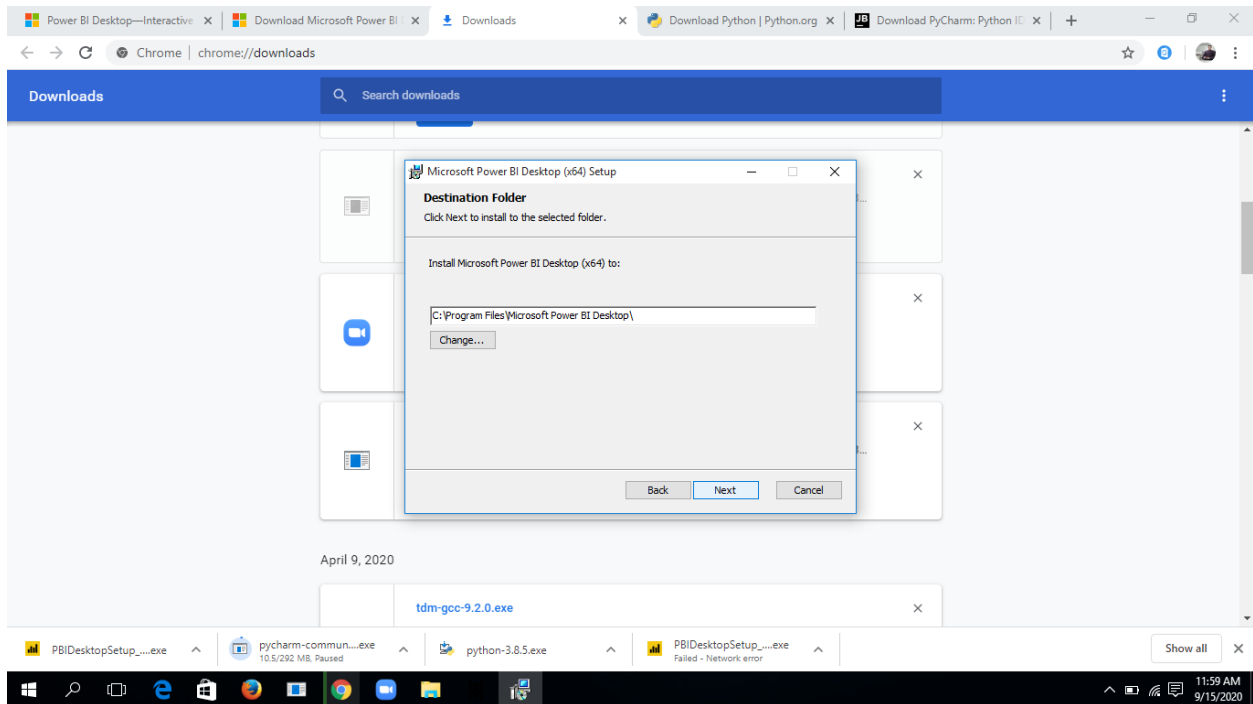 Power BI Desktop—Interactive
Download Microsoft Power BI
Downloads
Download Python | Python.org
Download PyCharm: Python ID
Chrome | chrome://downloads
Downloads
Search downloads
Microsoft Power BI Desktop (x64) Setup
Destination Folder
Click Next to install to the selected folder.
Install Microsoft Power BI Desktop (x64) to:
C:\Program Files\Microsoft Power BI Desktop\
Change...
Back
Next
Cancel
April 9, 2020
tdm-gcc-9.2.0.exe
PBIDesktopSetup_....exe
pycharm-commun....exe
10.5/292 MB, Paused
python-3.8.5.exe
PBIDesktopSetup_....exe
Failed - Network error
Show all
11:59 AM
9/15/2020